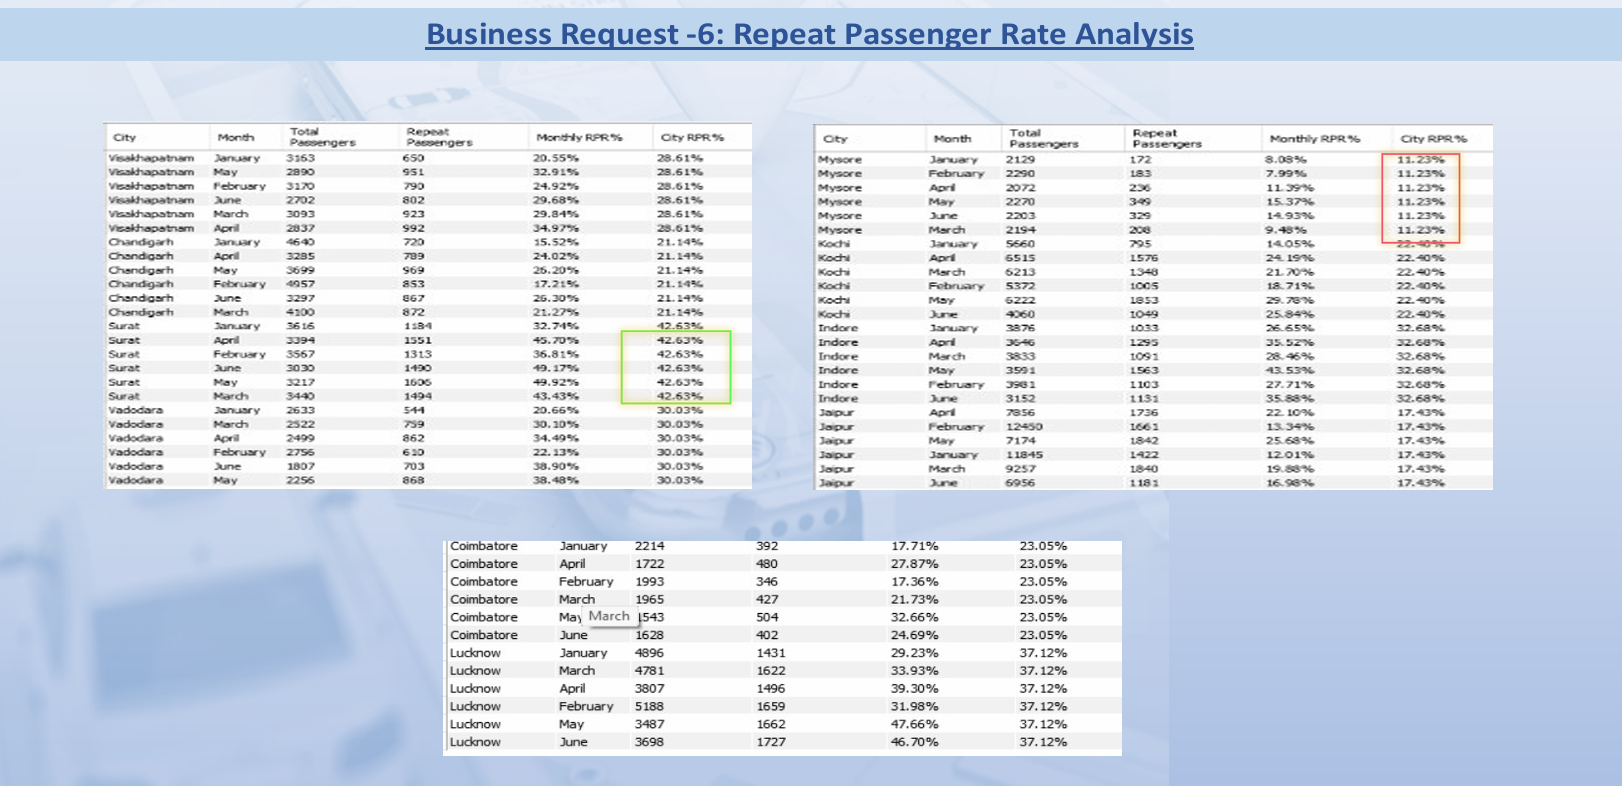 Business Request -6: Repeat Passenger Rate Analysis
City Month Total Passengers Repeat Passengers Monthly RPR% City RPR%
Visakhapatnam January 3163 650 20.55% 28.61%
Visakhapatnam May 2890 951 32.91% 28.61%
Visakhapatnam February 3170 790 24.92% 28.61%
Visakhapatnam June 2702 802 29.68% 28.61%
Visakhapatnam March 3093 923 29.84% 28.61%
Visakhapatnam April 2837 992 34.97% 28.61%
Chandigarh January 4640 720 15.52% 21.14%
Chandigarh April 3285 789 24.02% 21.14%
Chandigarh May 3699 969 26.20% 21.14%
Chandigarh February 4957 853 17.21% 21.14%
Chandigarh June 3297 867 26.30% 21.14%
Chandigarh March 4100 872 21.27% 21.14%
Surat January 3616 1184 32.74% 42.63%
Surat April 3394 1551 45.70% 42.63%
Surat February 3567 1313 36.81% 42.63%
Surat June 3030 1490 49.17% 42.63%
Surat May 3217 1606 49.92% 42.63%
Surat March 3440 1494 43.43% 42.63%
Vadodara January 2633 544 20.66% 30.03%
Vadodara March 2522 759 30.10% 30.03%
Vadodara April 2499 862 34.49% 30.03%
Vadodara February 2756 610 22.13% 30.03%
Vadodara June 1807 703 38.90% 30.03%
Vadodara May 2256 868 38.48% 30.03%
City Month Total Passengers Repeat Passengers Monthly RPR% City RPR%
Mysore January 2129 172 8.08% 11.23%
Mysore February 2290 183 7.99% 11.23%
Mysore April 2072 236 11.39% 11.23%
Mysore May 2270 349 15.37% 11.23%
Mysore June 2203 329 14.93% 11.23%
Mysore March 2194 208 9.48% 11.23%
Kochi January 5660 795 14.05% 22.40%
Kochi April 6515 1576 24.19% 22.40%
Kochi March 6213 1348 21.70% 22.40%
Kochi February 5372 1005 18.71% 22.40%
Kochi May 6222 1853 29.78% 22.40%
Kochi June 4060 1049 25.84% 22.40%
Indore January 3876 1033 26.65% 32.68%
Indore April 3646 1295 35.52% 32.68%
Indore March 3833 1091 28.46% 32.68%
Indore May 3591 1563 43.53% 32.68%
Indore February 3981 1103 27.71% 32.68%
Indore June 3152 1131 35.88% 32.68%
Jaipur April 7856 1736 22.10% 17.43%
Jaipur February 12450 1661 13.34% 17.43%
Jaipur May 7174 1842 25.68% 17.43%
Jaipur January 11845 1422 12.01% 17.43%
Jaipur March 9257 1840 19.88% 17.43%
Jaipur June 6956 1181 16.98% 17.43%
Coimbatore January 2214 392 17.71% 23.05%
Coimbatore April 1722 480 27.87% 23.05%
Coimbatore February 1993 346 17.36% 23.05%
Coimbatore March 1965 427 21.73% 23.05%
Coimbatore May March 1543 504 32.66% 23.05%
Coimbatore June 1628 402 24.69% 23.05%
Lucknow January 4896 1431 29.23% 37.12%
Lucknow March 4781 1622 33.93% 37.12%
Lucknow April 3807 1496 39.30% 37.12%
Lucknow February 5188 1659 31.98% 37.12%
Lucknow May 3487 1662 47.66% 37.12%
Lucknow June 3698 1727 46.70% 37.12%